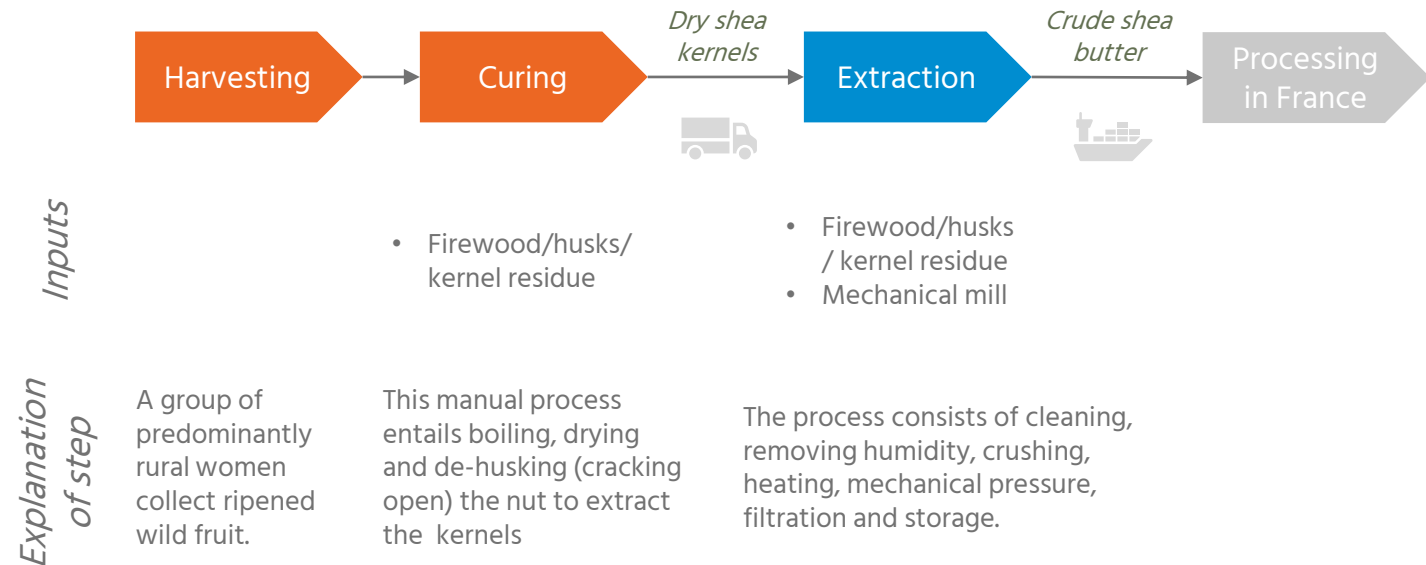 Harvesting
Curing
Dry shea
kernels
Extraction
Crude shea
butter
Processing
in France
Inputs
• Firewood/husks/
kernel residue
• Firewood/husks
/ kernel residue
• Mechanical mill
Explanation
of step
A group of
predominantly
rural women
collect ripened
wild fruit.
This manual process
entails boiling, drying
and de-husking (cracking
open) the nut to extract
the kernels
The process consists of cleaning,
removing humidity, crushing,
heating, mechanical pressure,
filtration and storage.